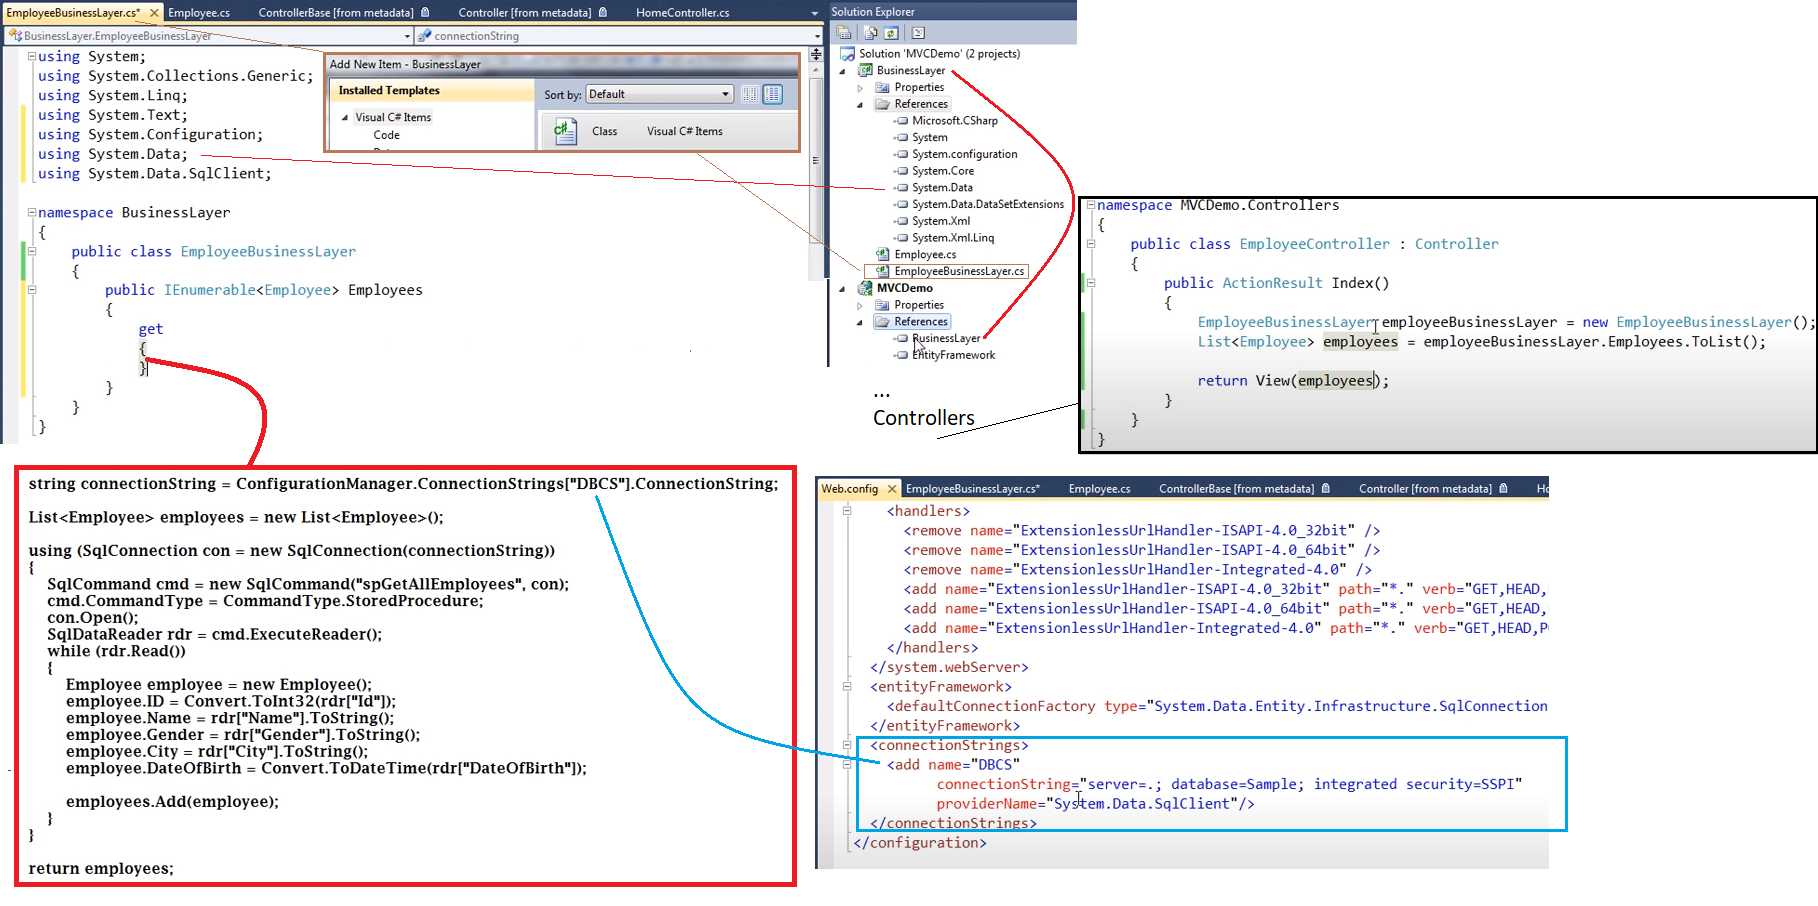 EmployeeBusinessLayer.cs* Employee.cs ControllerBase [from metadata] Controller [from metadata] HomeController.cs
BusinessLayer.EmployeeBusinessLayer connectionString
using System;
using System.Collections.Generic;
using System.Linq;
using System.Text;
using System.Configuration;
using System.Data;
using System.Data.SqlClient;
namespace BusinessLayer
{
public class EmployeeBusinessLayer
{
public IEnumerable<Employee> Employees
{
get
{
}
}
}
}
Add New Item - BusinessLayer
Installed Templates
Visual C# Items
Code
Sort by: Default
Class Visual C# Items
Solution Explorer
Solution 'MVCDemo' (2 projects)
BusinessLayer
Properties
References
Microsoft.CSharp
System
System.configuration
System.Core
System.Data
System.Data.DataSetExtensions
System.Xml
System.Xml.Linq
Employee.cs
EmployeeBusinessLayer.cs
MVCDemo
Properties
References
BusinessLayer
EntityFramework
...
Controllers
namespace MVCDemo.Controllers
{
public class EmployeeController : Controller
{
public ActionResult Index()
{
EmployeeBusinessLayer employeeBusinessLayer = new EmployeeBusinessLayer();
List<Employee> employees = employeeBusinessLayer.Employees.ToList();
return View(employees);
}
}
}
string connectionString = ConfigurationManager.ConnectionStrings["DBCS"].ConnectionString;
List<Employee> employees = new List<Employee>();
using (SqlConnection con = new SqlConnection(connectionString))
{
SqlCommand cmd = new SqlCommand("spGetAllEmployees", con);
cmd.CommandType = CommandType.StoredProcedure;
con.Open();
SqlDataReader rdr = cmd.ExecuteReader();
while (rdr.Read())
{
Employee employee = new Employee();
employee.ID = Convert.ToInt32(rdr["Id"]);
employee.Name = rdr["Name"].ToString();
employee.Gender = rdr["Gender"].ToString();
employee.City = rdr["City"].ToString();
employee.DateOfBirth = Convert.ToDateTime(rdr["DateOfBirth"]);
employees.Add(employee);
}
}
return employees;
Web.config EmployeeBusinessLayer.cs* Employee.cs ControllerBase [from metadata] Controller [from metadata] Ho
<handlers>
<remove name="ExtensionlessUrlHandler-ISAPI-4.0_32bit" />
<remove name="ExtensionlessUrlHandler-ISAPI-4.0_64bit" />
<remove name="ExtensionlessUrlHandler-Integrated-4.0" />
<add name="ExtensionlessUrlHandler-ISAPI-4.0_32bit" path="*." verb="GET,HEAD,
<add name="ExtensionlessUrlHandler-ISAPI-4.0_64bit" path="*." verb="GET,HEAD,
<add name="ExtensionlessUrlHandler-Integrated-4.0" path="*." verb="GET,HEAD,P
</handlers>
</system.webServer>
<entityFramework>
<defaultConnectionFactory type="System.Data.Entity.Infrastructure.SqlConnection
</entityFramework>
<connectionStrings>
<add name="DBCS"
connectionString="server=.; database=Sample; integrated security=SSPI"
providerName="System.Data.SqlClient"/>
</connectionStrings>
</configuration>